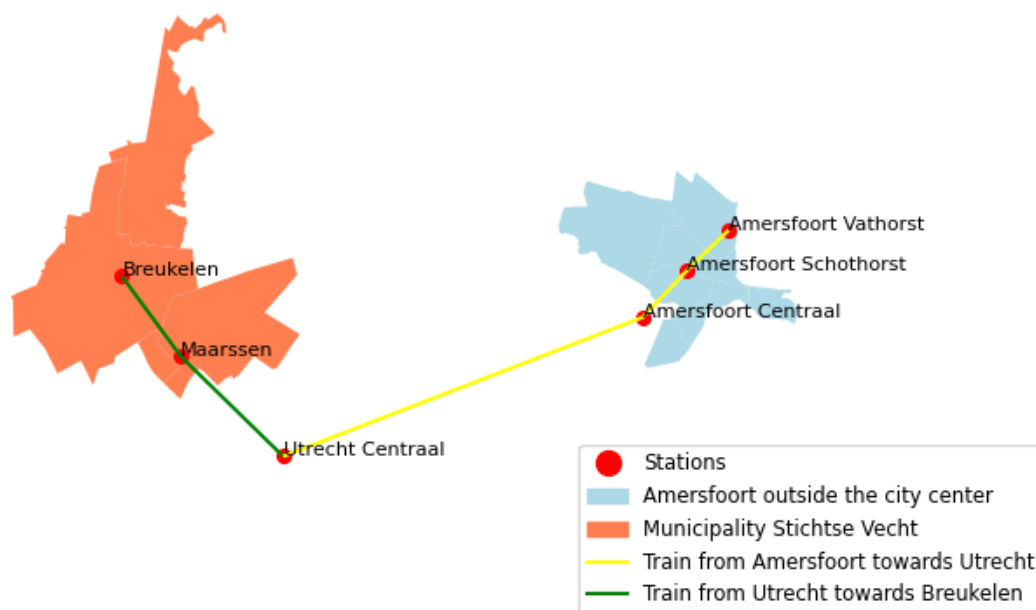 Amersfoort Vathorst
Amersfoort Schothorst
Breukelen
Amersfoort Centraal
Maarssen
Utrecht Centraal
Stations
Amersfoort outside the city center
Municipality Stichtse Vecht
Train from Amersfoort towards Utrecht
Train from Utrecht towards Breukelen